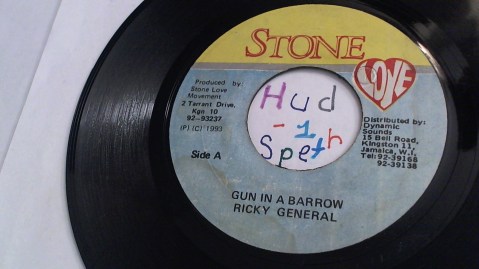 STONE
LOVE
Produced by:
Stone Love
Movement
2 Tarrant Drive,
Kgn 10
92-93237
(P) (C) 1993
Hud
-1
Speth
Distributed by:
Dynamic
Sounds
15 Bell Road,
Kingston 11,
Jamaica, W.I.
Tel: 92-39168
92-39138
Side A
GUN IN A BARROW
RICKY GENERAL